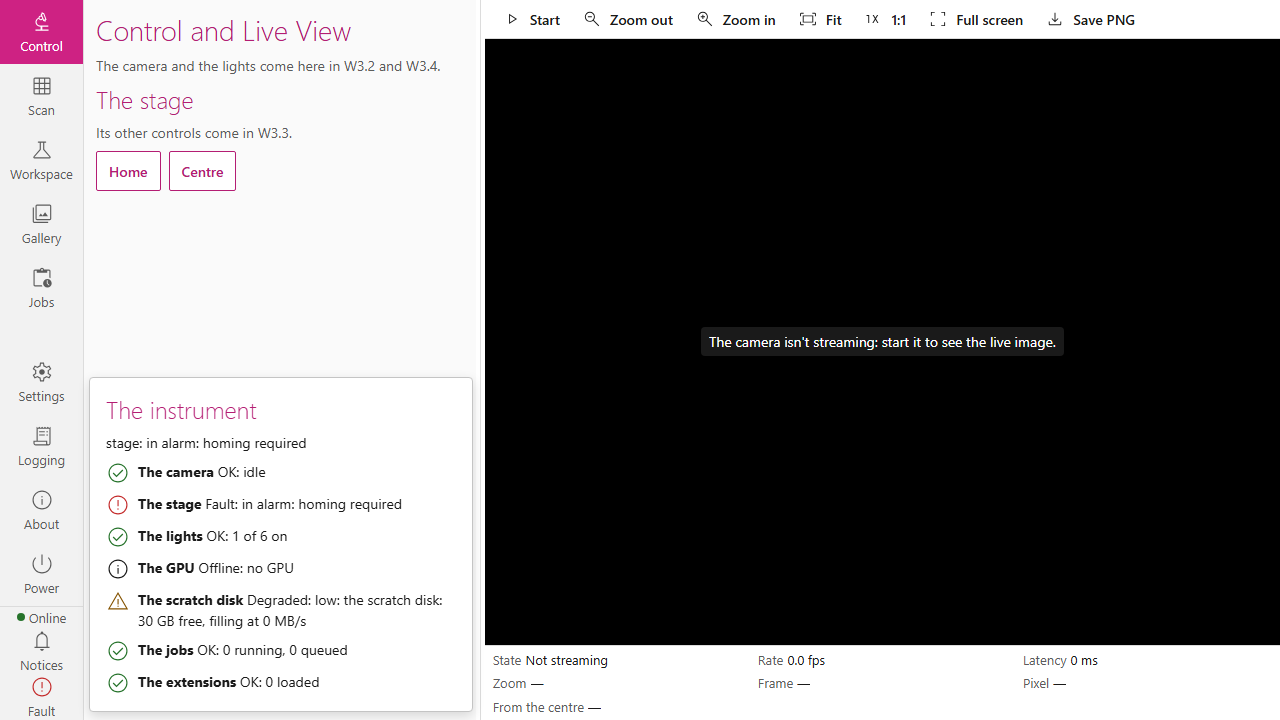 Control
Scan
Workspace
Gallery
Jobs
Settings
Logging
About
Power
Online
Notices
Fault
Control and Live View
The camera and the lights come here in W3.2 and W3.4.
The stage
Its other controls come in W3.3.
Home Centre
The instrument
stage: in alarm: homing required
The camera OK: idle
The stage Fault: in alarm: homing required
The lights OK: 1 of 6 on
The GPU Offline: no GPU
The scratch disk Degraded: low: the scratch disk:
30 GB free, filling at 0 MB/s
The jobs OK: 0 running, 0 queued
The extensions OK: 0 loaded
Start Zoom out Zoom in Fit 1X 1:1 Full screen Save PNG
The camera isn't streaming: start it to see the live image.
State Not streaming Rate 0.0 fps Latency 0 ms
Zoom — Frame — Pixel —
From the centre —